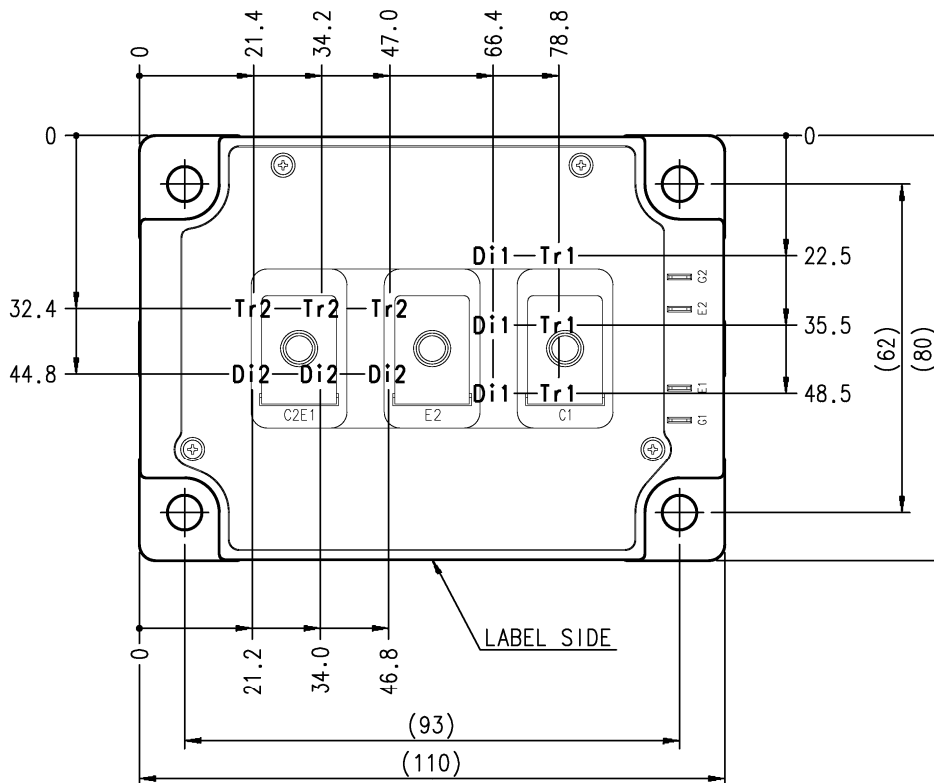 0 21.4 34.2 47.0 66.4 78.8
0 0
Di1 Tr1 22.5
G2
32.4 Tr2 Tr2 Tr2 E2
Di1 Tr1 35.5
(62) (80)
44.8 Di2 Di2 Di2
Di1 Tr1 E1 48.5
C2E1 E2 C1 G1
LABEL SIDE
0 21.2 34.0 46.8
(93)
(110)